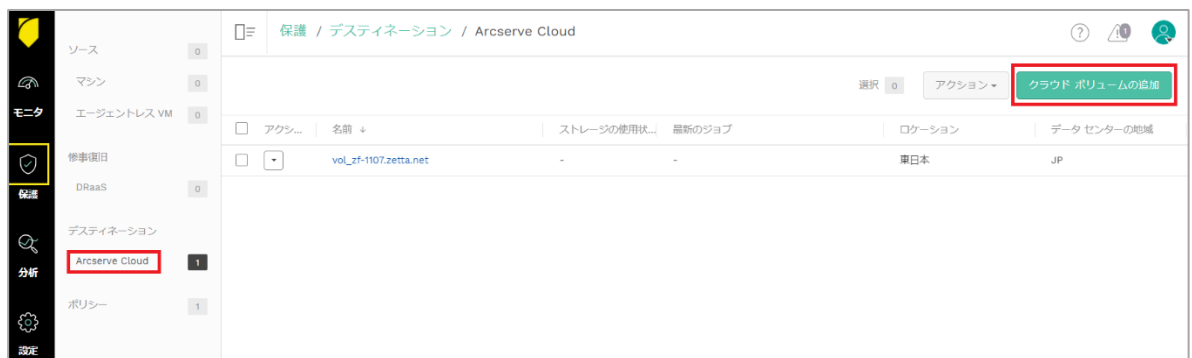 モニタ
保護
分析
設定
ソース 0
マシン 0
エージェントレス VM 0
惨事復旧
DRaaS 0
デスティネーション
Arcserve Cloud 1
ポリシー 1
保護 / デスティネーション / Arcserve Cloud
? 1
選択 0 アクション クラウド ボリュームの追加
アクシ... 名前 ↓ ストレージの使用状... 最新のジョブ ロケーション データ センターの地域
vol_zf-1107.zetta.net - - 東日本 JP